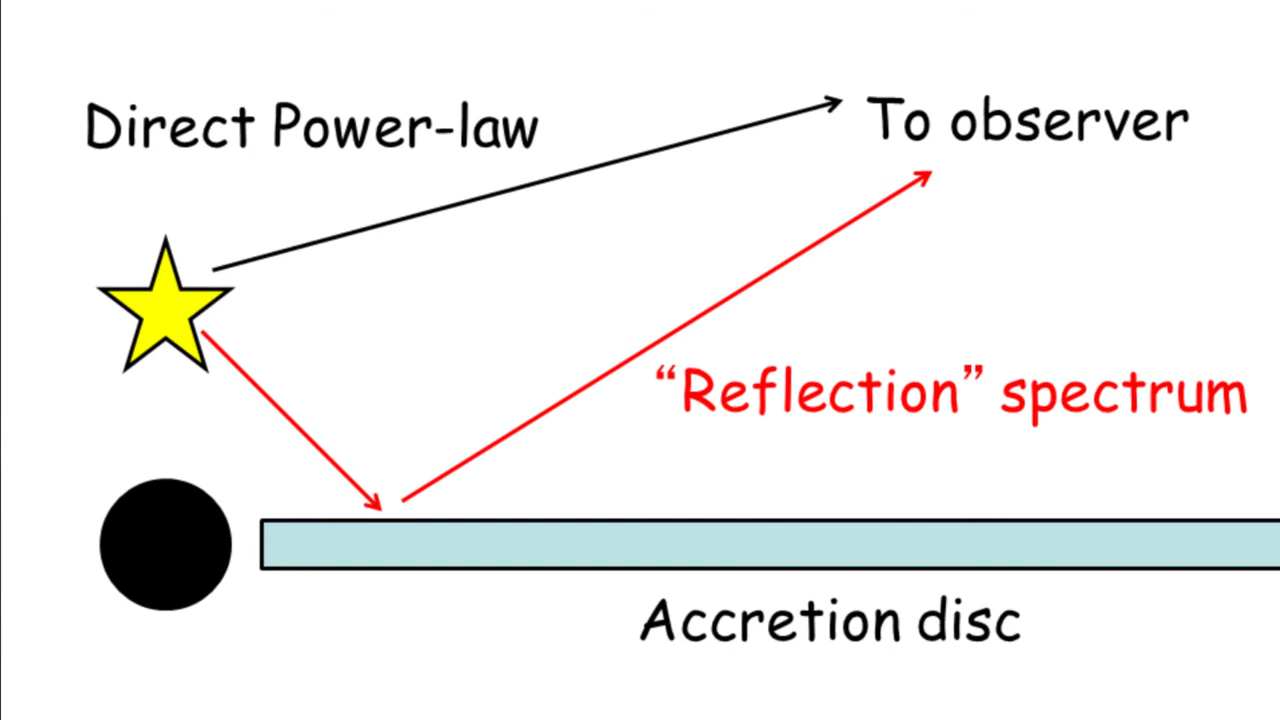 Direct Power-law
To observer
“Reflection” spectrum
Accretion disc